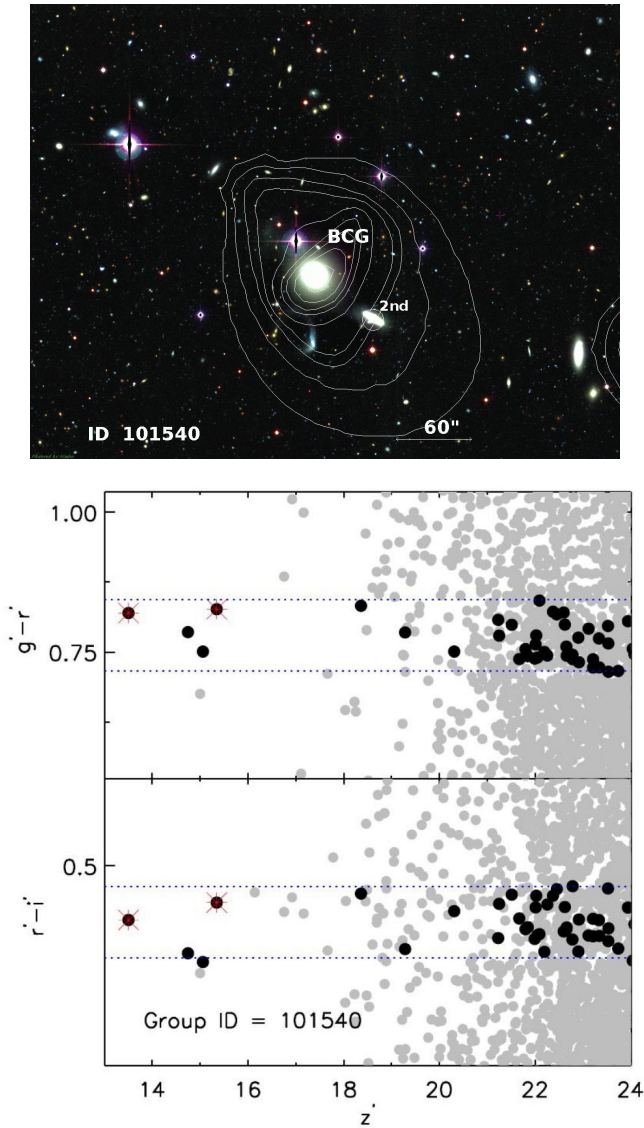 BCG
2nd
ID 101540
60"
1.00
0.75
g'-r'
0.5
r'-i'
Group ID = 101540
14 16 18 20 22 24
z'